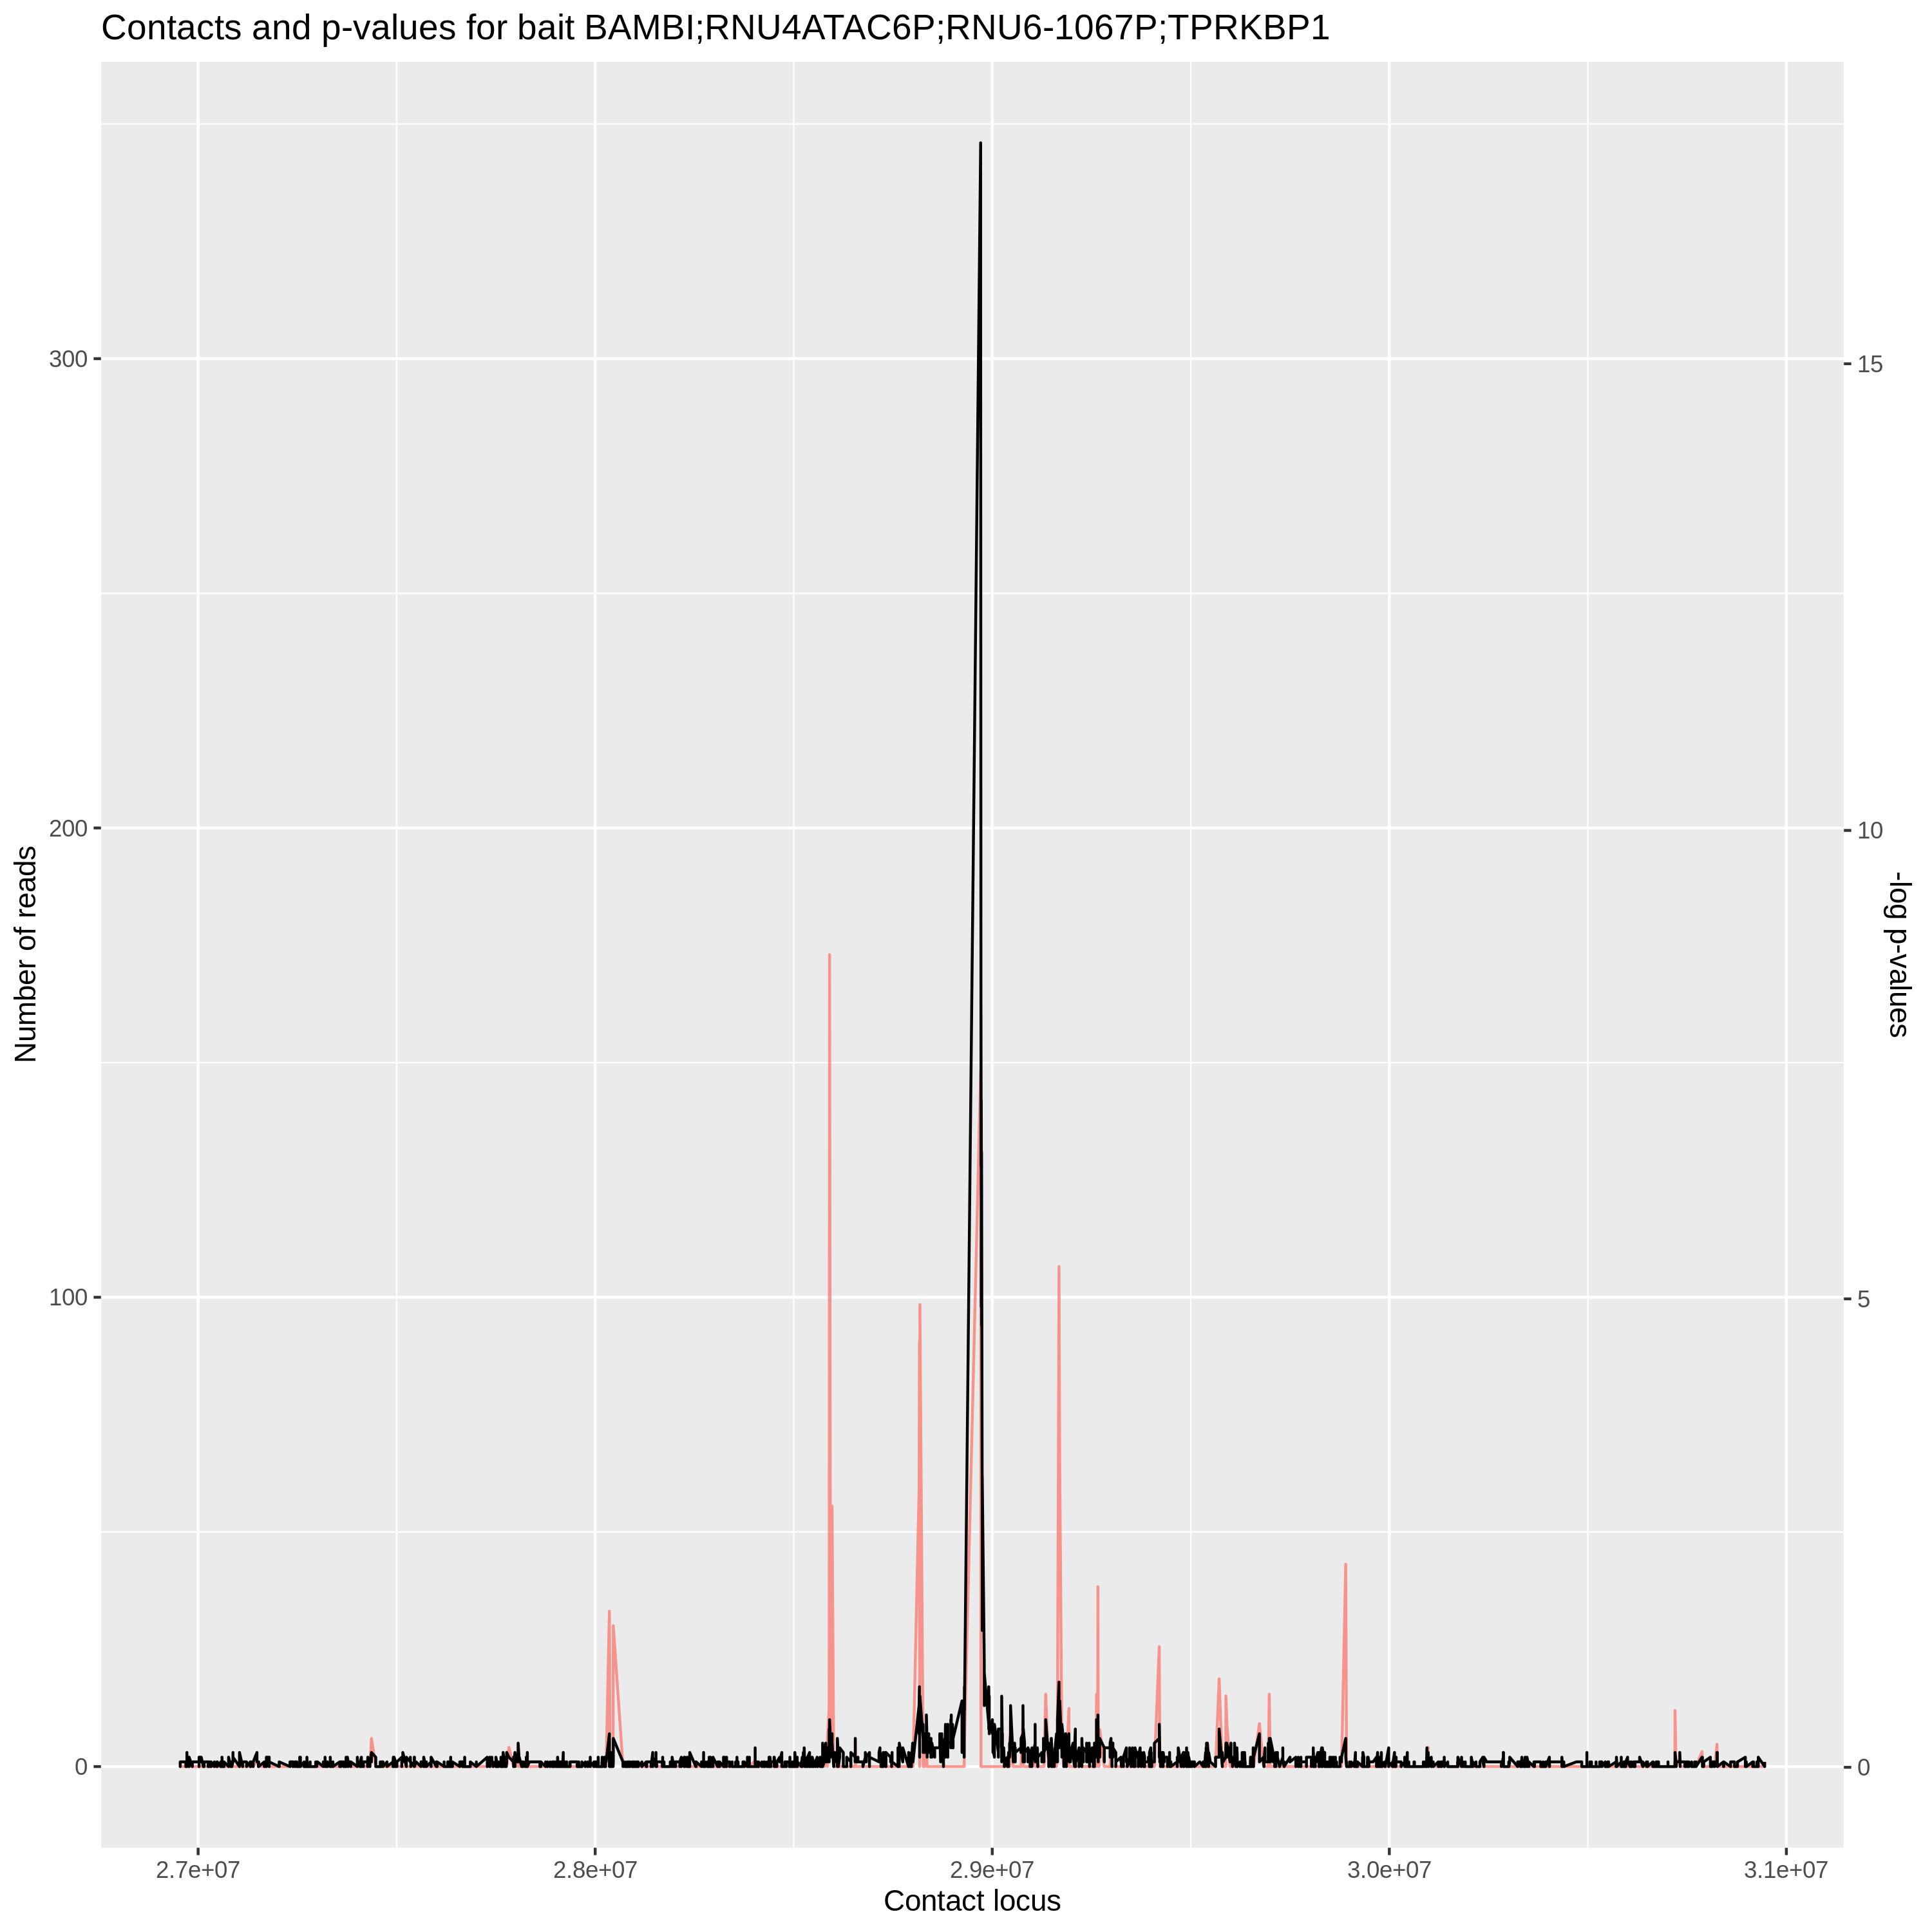 Contacts and p-values for bait BAMBI;RNU4ATAC6P;RNU6-1067P;TPRKBP1
Number of reads
300
200
100
0
15
10
5
0
-log p-values
2.7e+07
2.8e+07
2.9e+07
3.0e+07
3.1e+07
Contact locus